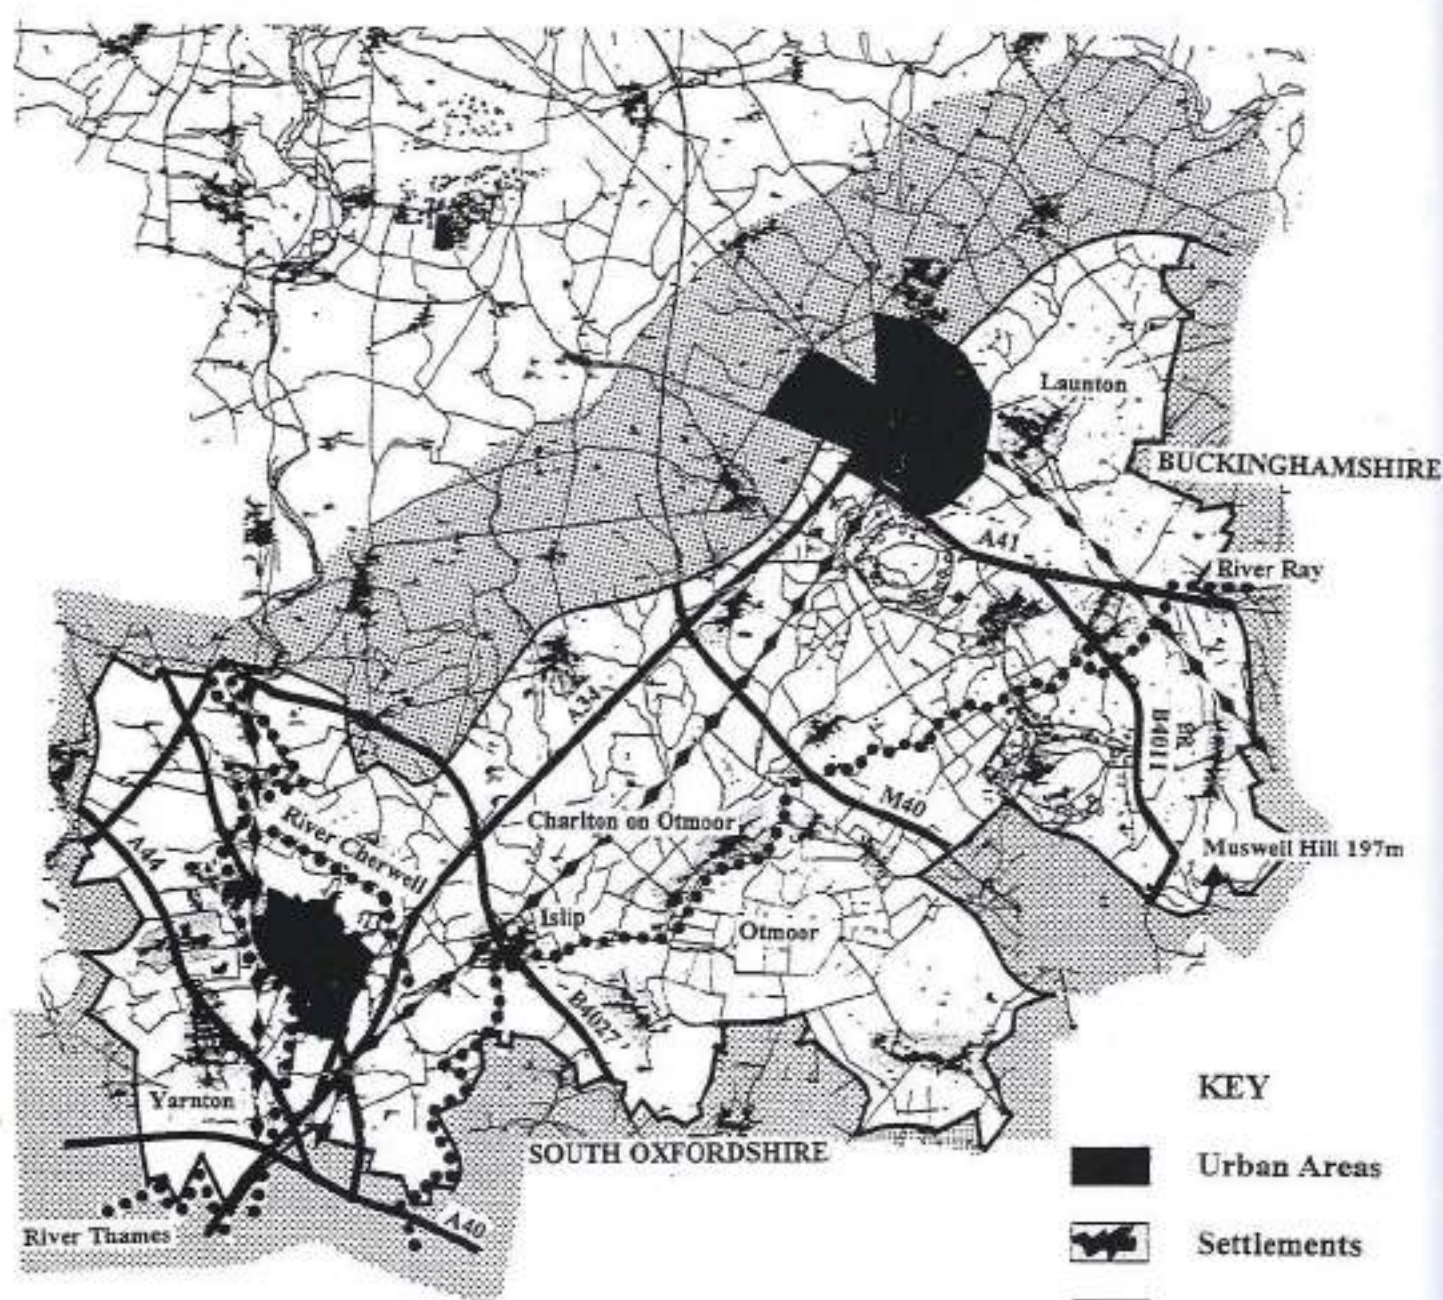 Launton
BUCKINGHAMSHIRE
A41
River Ray
A34
B4011
M40
Charlton on Otmoor
River Cherwell
A44
Muswell Hill 197m
Islip
Otmoor
B4027
Yarnton
SOUTH OXFORDSHIRE
A40
River Thames
KEY
Urban Areas
Settlements